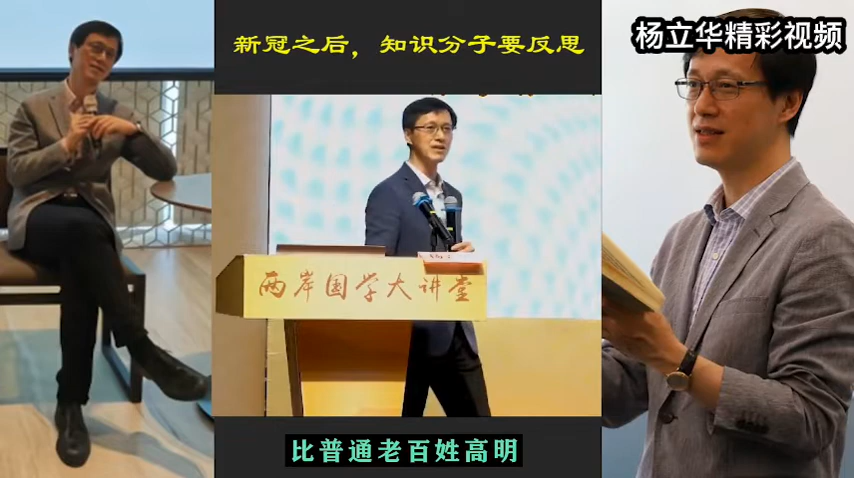 新冠之后，知识分子要反思
杨立华精彩视频
两岸国学大讲堂
比普通老百姓高明